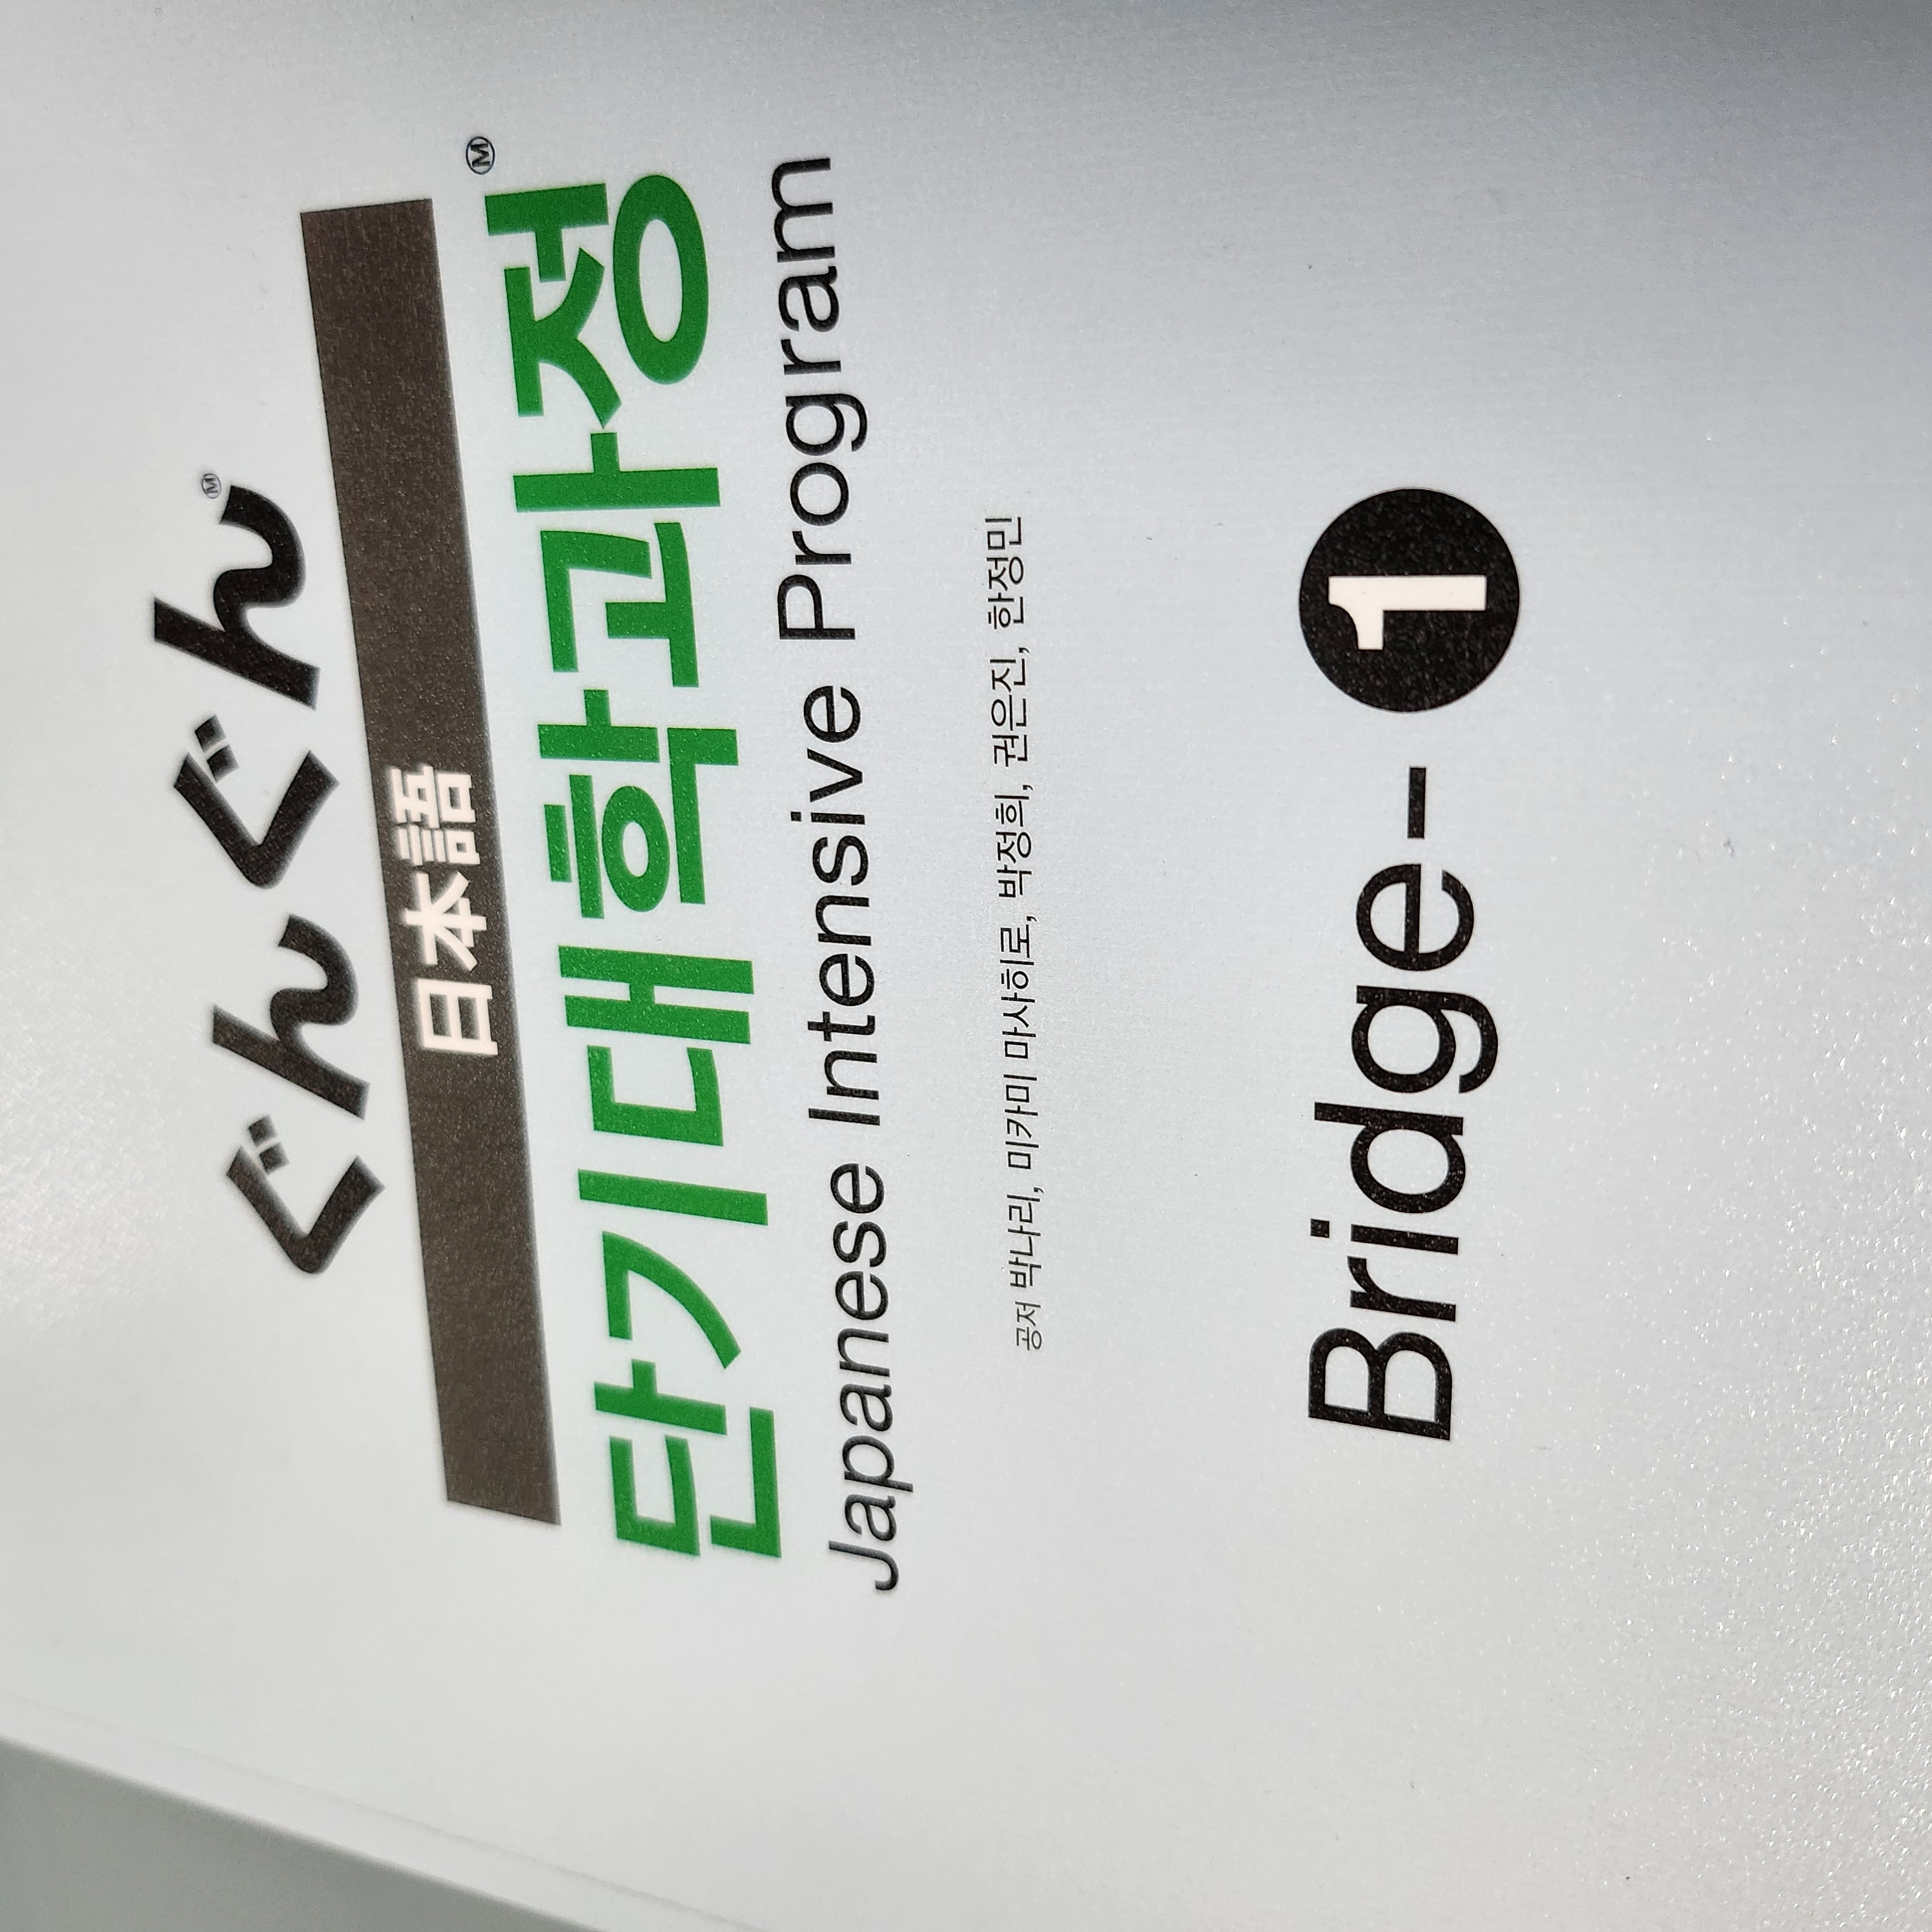 ぐんぐん Ⓜ
日本語
단기대학과정 Ⓜ
Japanese Intensive Program
공저 박나리, 미카미 마사히로, 박정희, 권은진, 한정민
Bridge-1